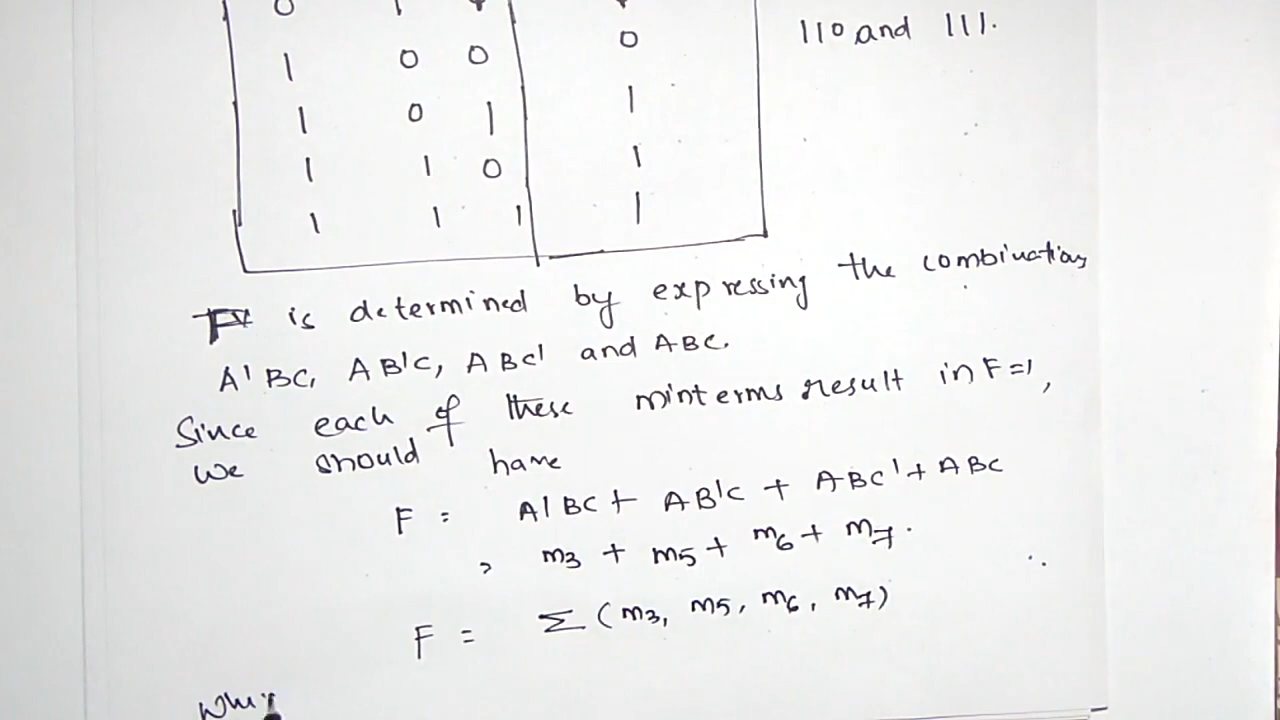 0 1
1 0 0 0
110 and 111.
1 0 1 1
1 1 0 1
1 1 1 1
F is determined by expressing the combinations
A'BC, AB'C, ABC' and ABC.
Since each of these minterms result in F=1,
we should have
F = A'BC + AB'C + ABC' + ABC
= m3 + m5 + m6 + m7.
F = Σ (m3, m5, m6, m7)